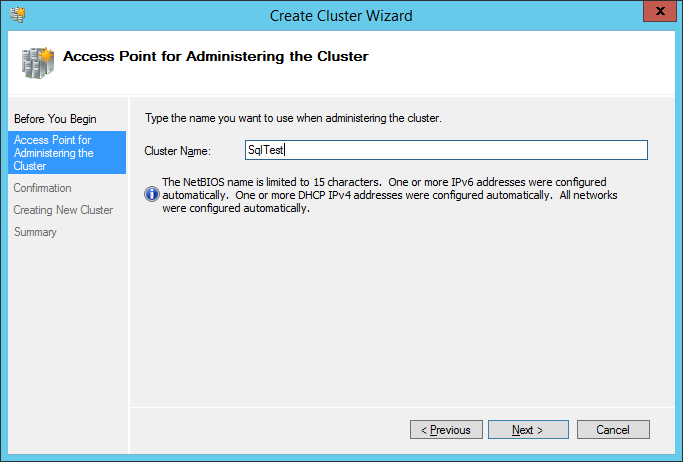 Create Cluster Wizard
x
Access Point for Administering the Cluster
Before You Begin
Access Point for
Administering the
Cluster
Confirmation
Creating New Cluster
Summary
Type the name you want to use when administering the cluster.
Cluster Name:
SqlTest
The NetBIOS name is limited to 15 characters. One or more IPv6 addresses were configured
automatically. One or more DHCP IPv4 addresses were configured automatically. All networks
were configured automatically.
< Previous
Next >
Cancel